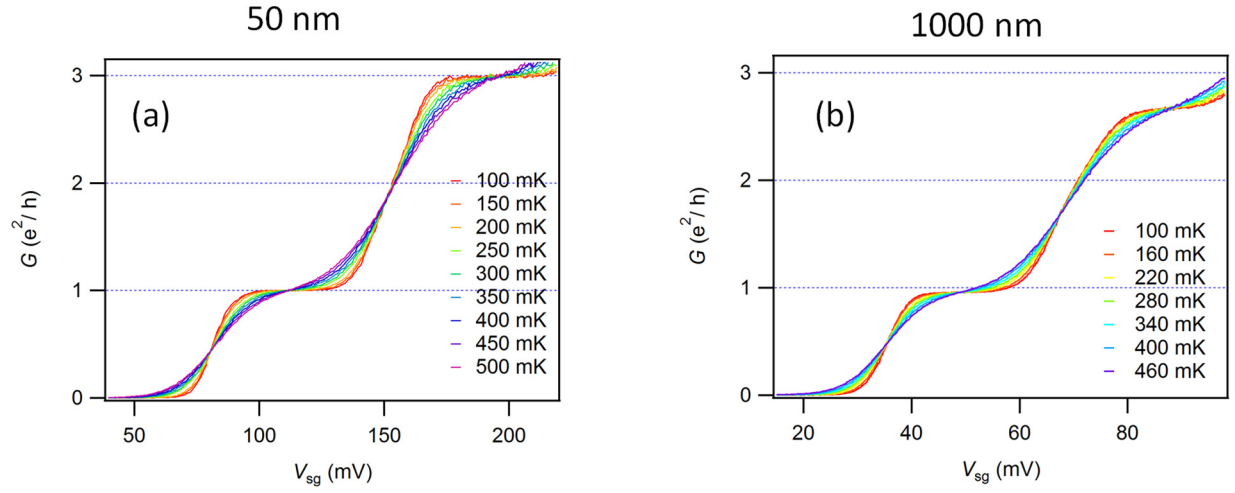 50 nm
(a)
3
2
1
0
G (e²/ h)
50
100
150
200
Vsg (mV)
100 mK
150 mK
200 mK
250 mK
300 mK
350 mK
400 mK
450 mK
500 mK
1000 nm
(b)
3
2
1
0
G (e²/ h)
20
40
60
80
Vsg (mV)
100 mK
160 mK
220 mK
280 mK
340 mK
400 mK
460 mK